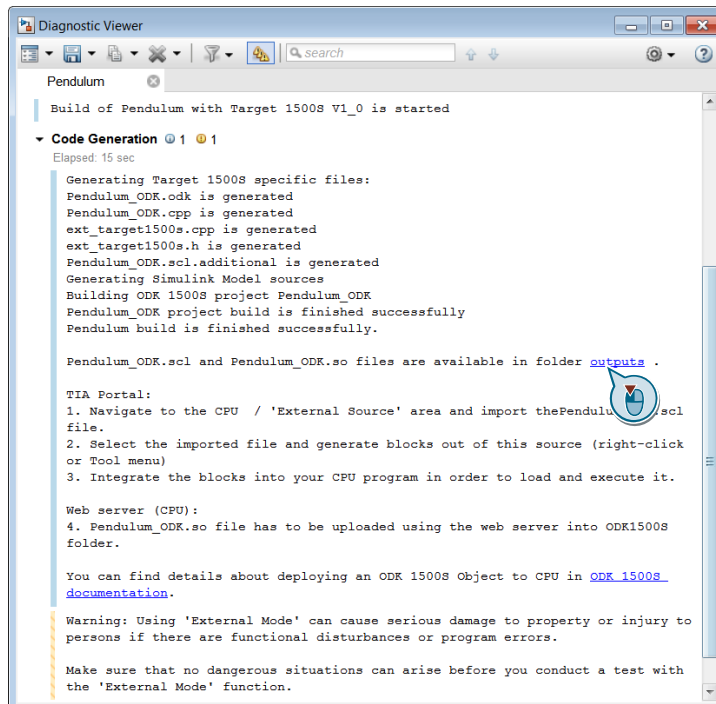 Diagnostic Viewer
search
Pendulum
Build of Pendulum with Target 1500S V1_0 is started
Code Generation 1 1
Elapsed: 15 sec
Generating Target 1500S specific files:
Pendulum_ODK.odk is generated
Pendulum_ODK.cpp is generated
ext_target1500s.cpp is generated
ext_target1500s.h is generated
Pendulum_ODK.scl.additional is generated
Generating Simulink Model sources
Building ODK 1500S project Pendulum_ODK
Pendulum_ODK project build is finished successfully
Pendulum build is finished successfully.
Pendulum_ODK.scl and Pendulum_ODK.so files are available in folder outputs .
TIA Portal:
1. Navigate to the CPU / 'External Source' area and import the .scl
file.
2. Select the imported file and generate blocks out of this source (right-click
or Tool menu)
3. Integrate the blocks into your CPU program in order to load and execute it.
Web server (CPU):
4. Pendulum_ODK.so file has to be uploaded using the web server into ODK1500S
folder.
You can find details about deploying an ODK 1500S Object to CPU in ODK 1500S
documentation.
Warning: Using 'External Mode' can cause serious damage to property or injury to
persons if there are functional disturbances or program errors.
Make sure that no dangerous situations can arise before you conduct a test with
the 'External Mode' function.